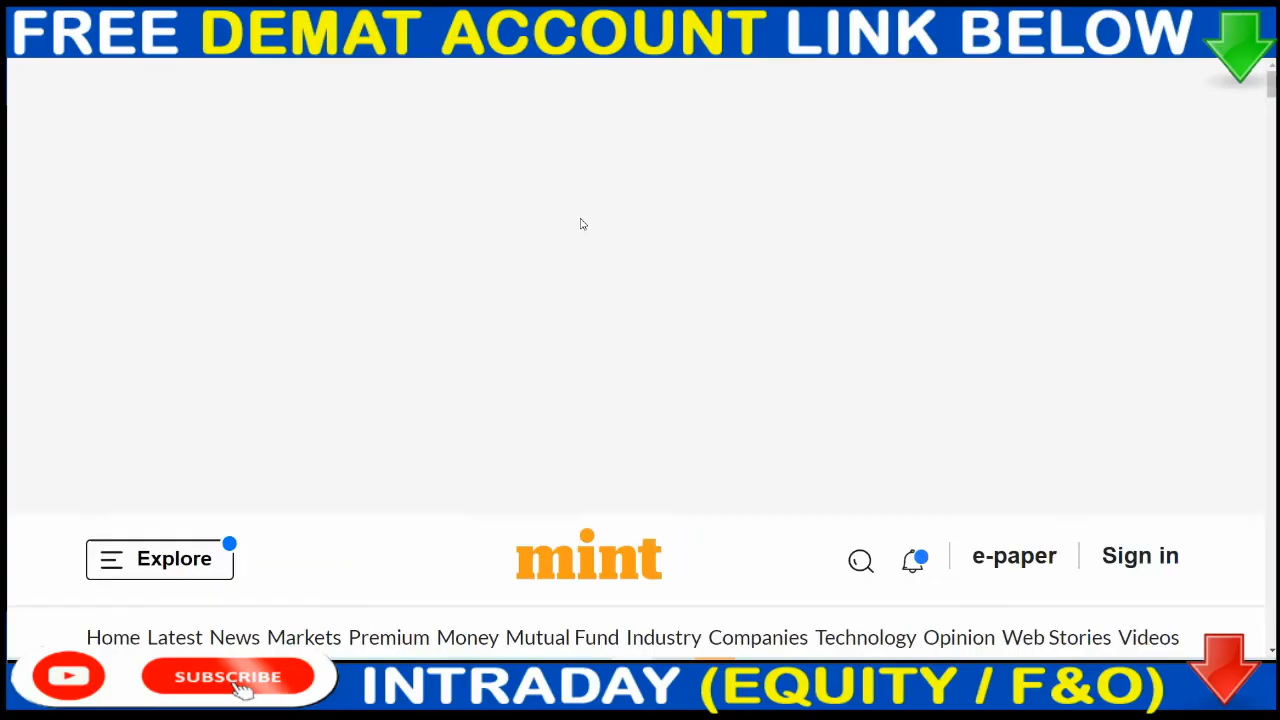 FREE DEMAT ACCOUNT LINK BELOW
Explore
mint
e-paper
Sign in
Home Latest News Markets Premium Money Mutual Fund Industry Companies Technology Opinion Web Stories Videos
SUBSCRIBE
INTRADAY (EQUITY / F&O)